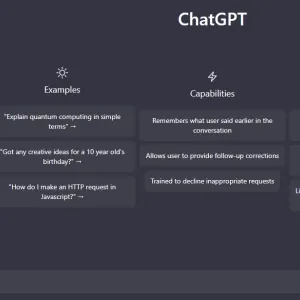 ChatGPT
Examples
"Explain quantum computing in simple
terms" →
"Got any creative ideas for a 10 year old's
birthday?" →
"How do I make an HTTP request in
Javascript?" →
Capabilities
Remembers what user said earlier in the
conversation
Allows user to provide follow-up corrections
Trained to decline inappropriate requests